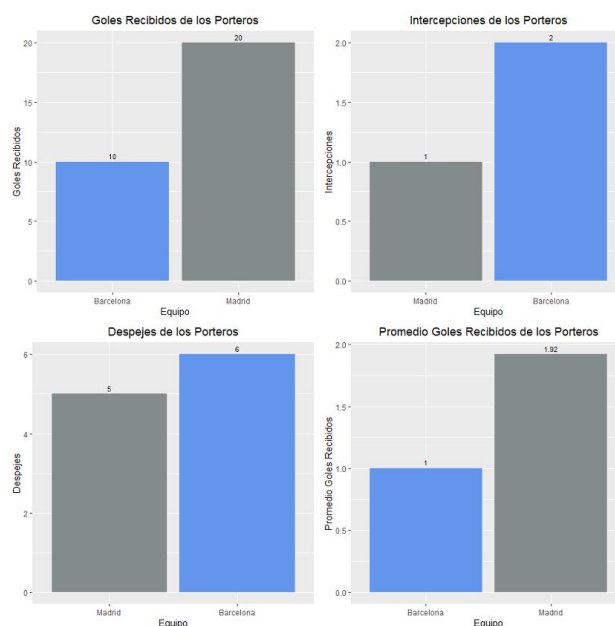 Goles Recibidos de los Porteros
20
15
10
5
0
Goles Recibidos
10
20
Barcelona
Madrid
Equipo
Intercepciones de los Porteros
2.0
1.5
1.0
0.5
0.0
Intercepciones
1
2
Madrid
Barcelona
Equipo
Despejes de los Porteros
6
4
2
0
Despejes
5
6
Madrid
Barcelona
Equipo
Promedio Goles Recibidos de los Porteros
2.0
1.5
1.0
0.5
0.0
Promedio Goles Recibidos
1
1.92
Barcelona
Madrid
Equipo